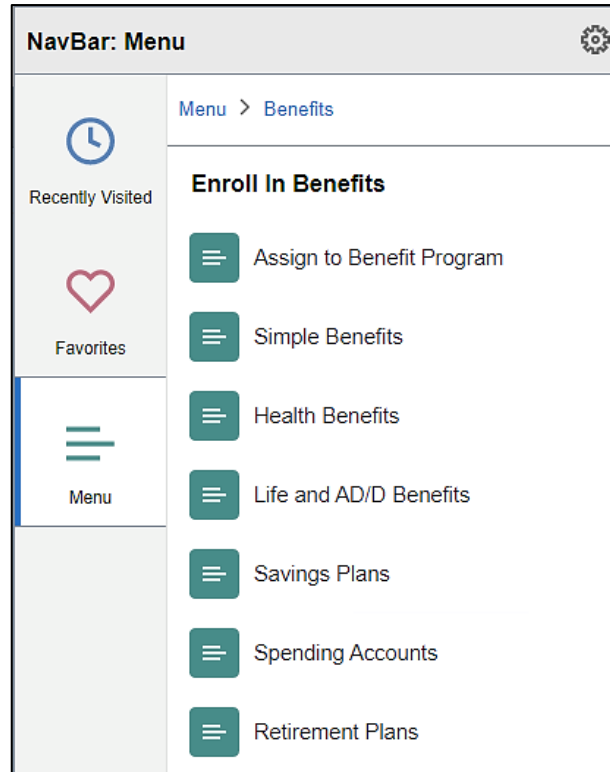 NavBar: Menu
Menu > Benefits
Recently Visited
Favorites
Menu
Enroll In Benefits
Assign to Benefit Program
Simple Benefits
Health Benefits
Life and AD/D Benefits
Savings Plans
Spending Accounts
Retirement Plans